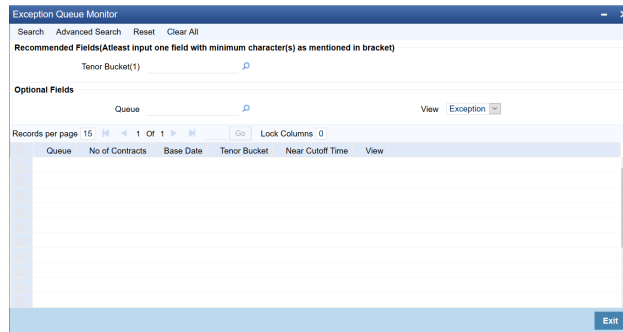 Exception Queue Monitor
Search Advanced Search Reset Clear All
Recommended Fields(Atleast input one field with minimum character(s) as mentioned in bracket)
Tenor Bucket(1)
Optional Fields
Queue View Exception
Records per page 15 1 Of 1 Go Lock Columns 0
Queue No of Contracts Base Date Tenor Bucket Near Cutoff Time View
Exit